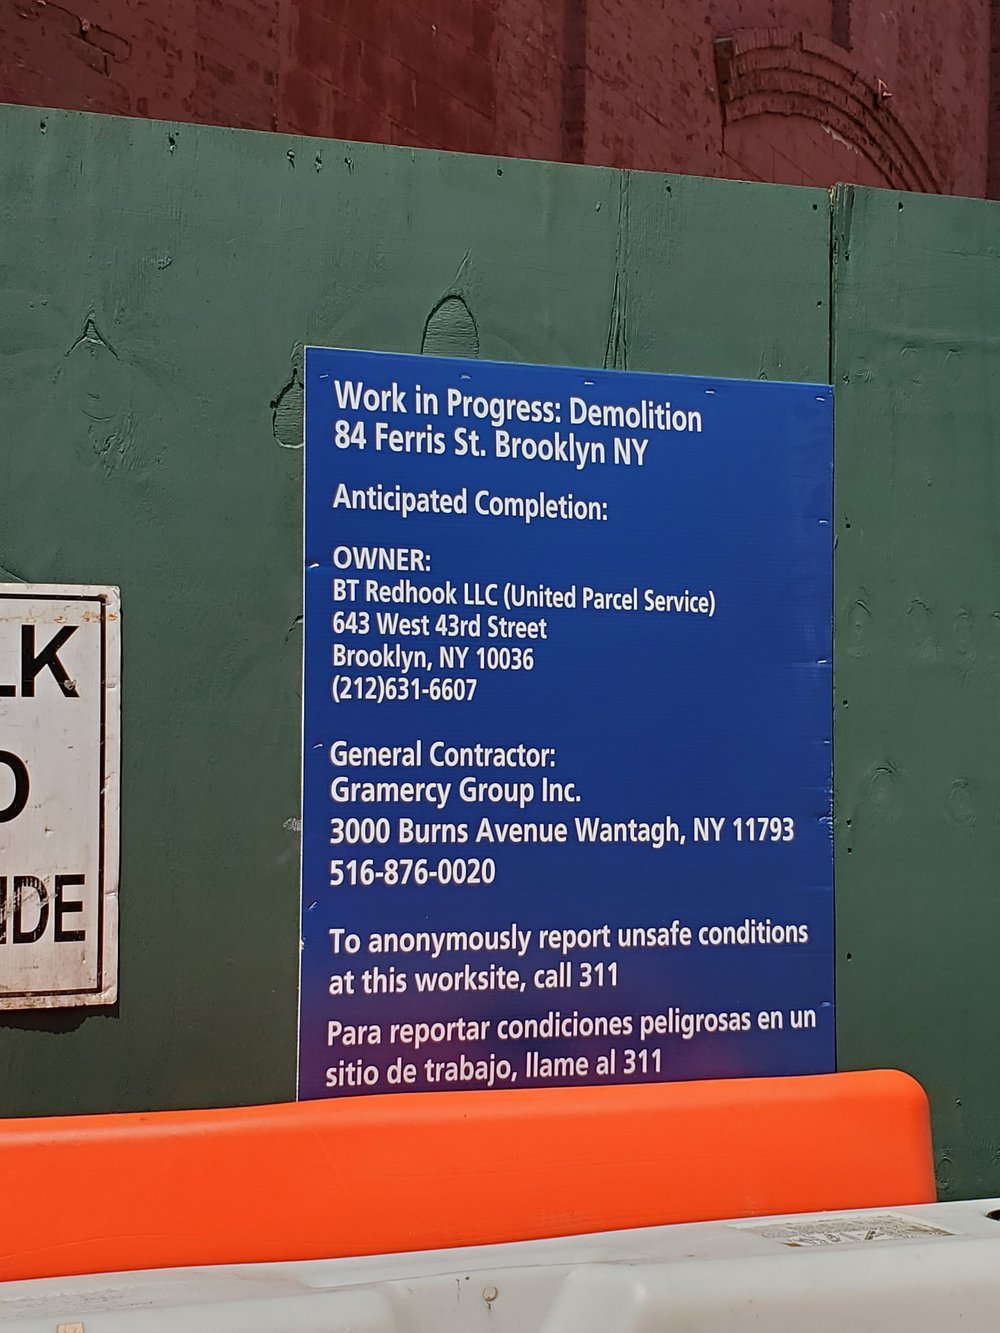 Work in Progress: Demolition
84 Ferris St. Brooklyn NY
Anticipated Completion:
OWNER:
BT Redhook LLC (United Parcel Service)
643 West 43rd Street
Brooklyn, NY 10036
(212)631-6607
General Contractor:
Gramercy Group Inc.
3000 Burns Avenue Wantagh, NY 11793
516-876-0020
To anonymously report unsafe conditions
at this worksite, call 311
Para reportar condiciones peligrosas en un
sitio de trabajo, llame al 311